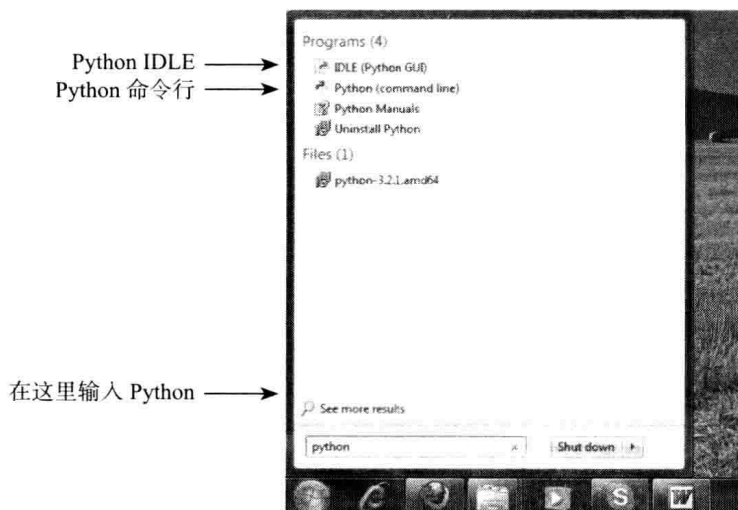 Programs (4)
Python IDLE
IDLE (Python GUI)
Python 命令行
Python (command line)
Python Manuals
Uninstall Python
Files (1)
python-3.2.1.amd64
在这里输入 Python
See more results
python
Shut down
S
W